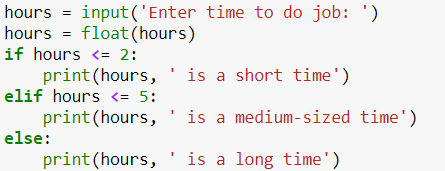 hours = input('Enter time to do job: ')
hours = float(hours)
if hours <= 2:
    print(hours, ' is a short time')
elif hours <= 5:
    print(hours, ' is a medium-sized time')
else:
    print(hours, ' is a long time')